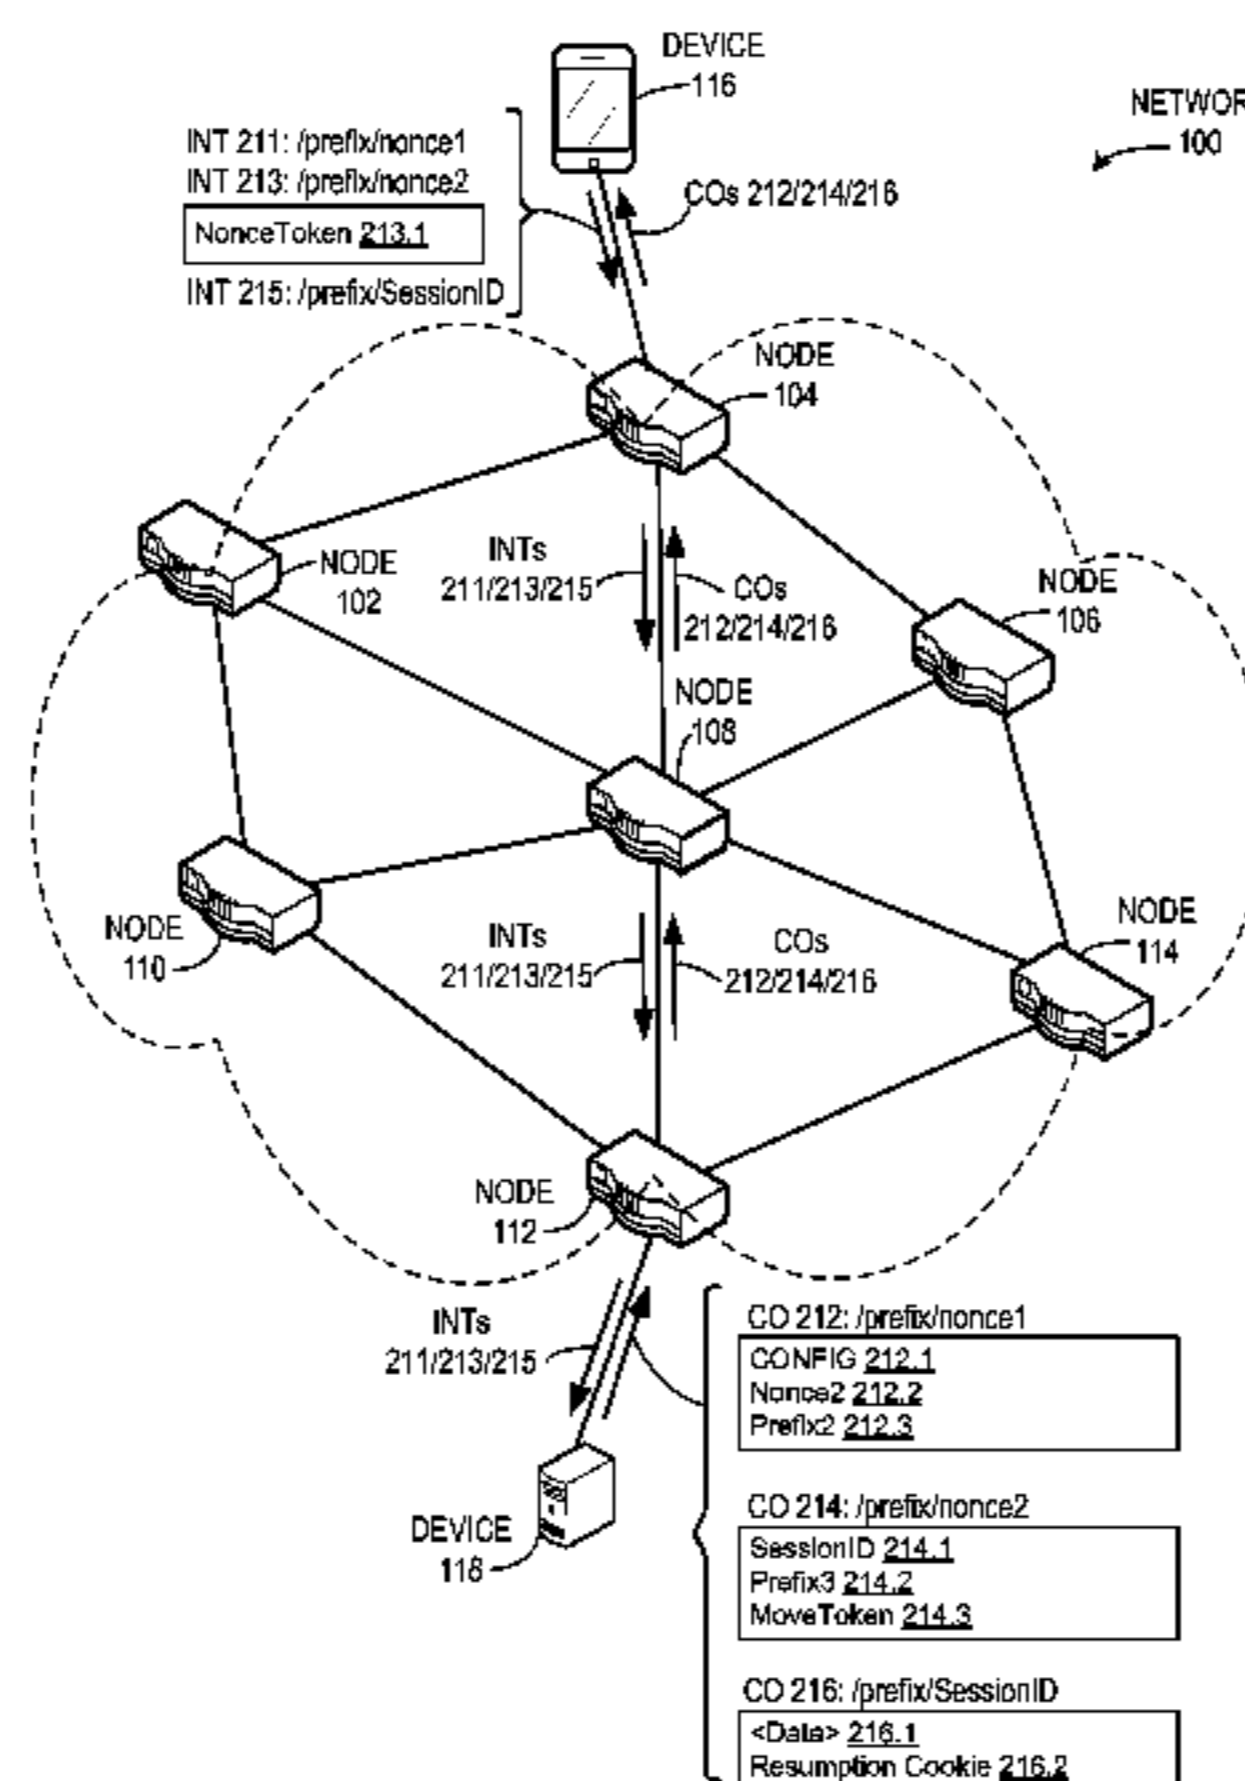 DEVICE
116
NETWOR
100
INT 211: /prefix/nonce1
INT 213: /prefix/nonce2
NonceToken 213.1
INT 215: /prefix/SessionID
COs 212/214/216
NODE
104
NODE
102
INTs
211/213/215
COs
212/214/216
NODE
106
NODE
108
NODE
110
INTs
211/213/215
COs
212/214/216
NODE
114
NODE
112
INTs
211/213/215
DEVICE
118
CO 212: /prefix/nonce1
CONFIG 212.1
Nonce2 212.2
Prefix2 212.3
CO 214: /prefix/nonce2
SessionID 214.1
Prefix3 214.2
MoveToken 214.3
CO 216: /prefix/SessionID
<Data> 216.1
Resumption Cookie 216.2